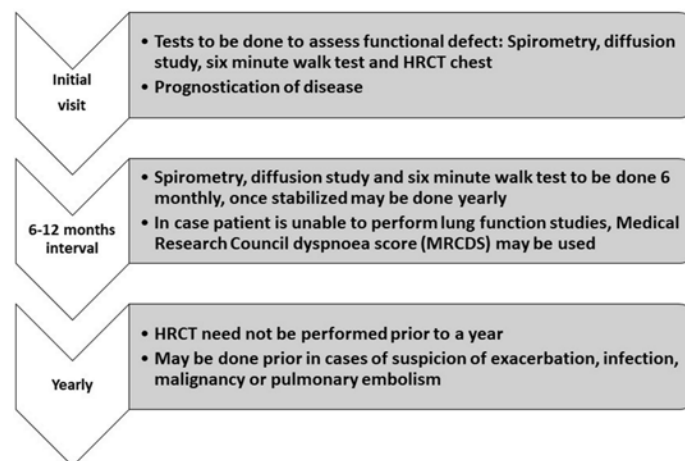 Initial
visit
• Tests to be done to assess functional defect: Spirometry, diffusion
study, six minute walk test and HRCT chest
• Prognostication of disease
6-12 months
interval
• Spirometry, diffusion study and six minute walk test to be done 6
monthly, once stabilized may be done yearly
• In case patient is unable to perform lung function studies, Medical
Research Council dyspnoea score (MRCDS) may be used
Yearly
• HRCT need not be performed prior to a year
• May be done prior in cases of suspicion of exacerbation, infection,
malignancy or pulmonary embolism